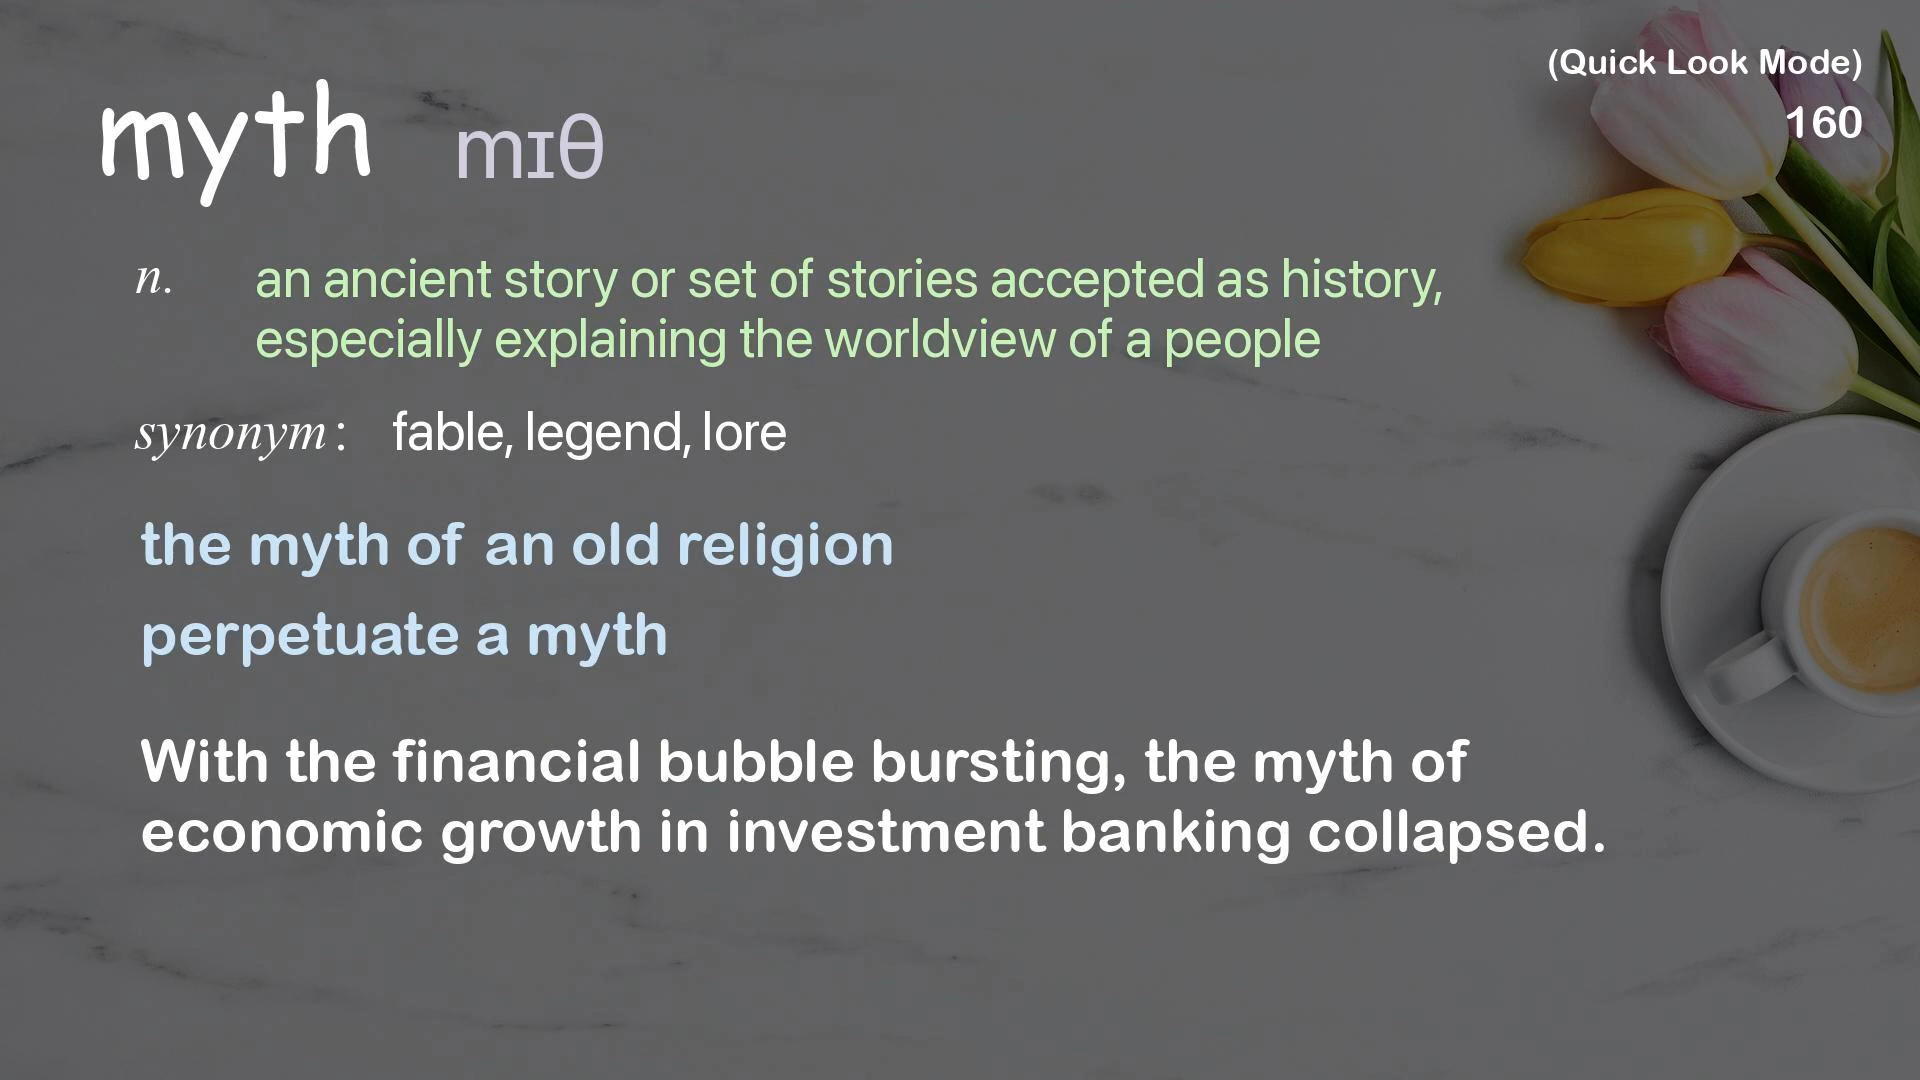 (Quick Look Mode)
160
myth mɪθ
n. an ancient story or set of stories accepted as history,
especially explaining the worldview of a people
synonym: fable, legend, lore
the myth of an old religion
perpetuate a myth
With the financial bubble bursting, the myth of
economic growth in investment banking collapsed.